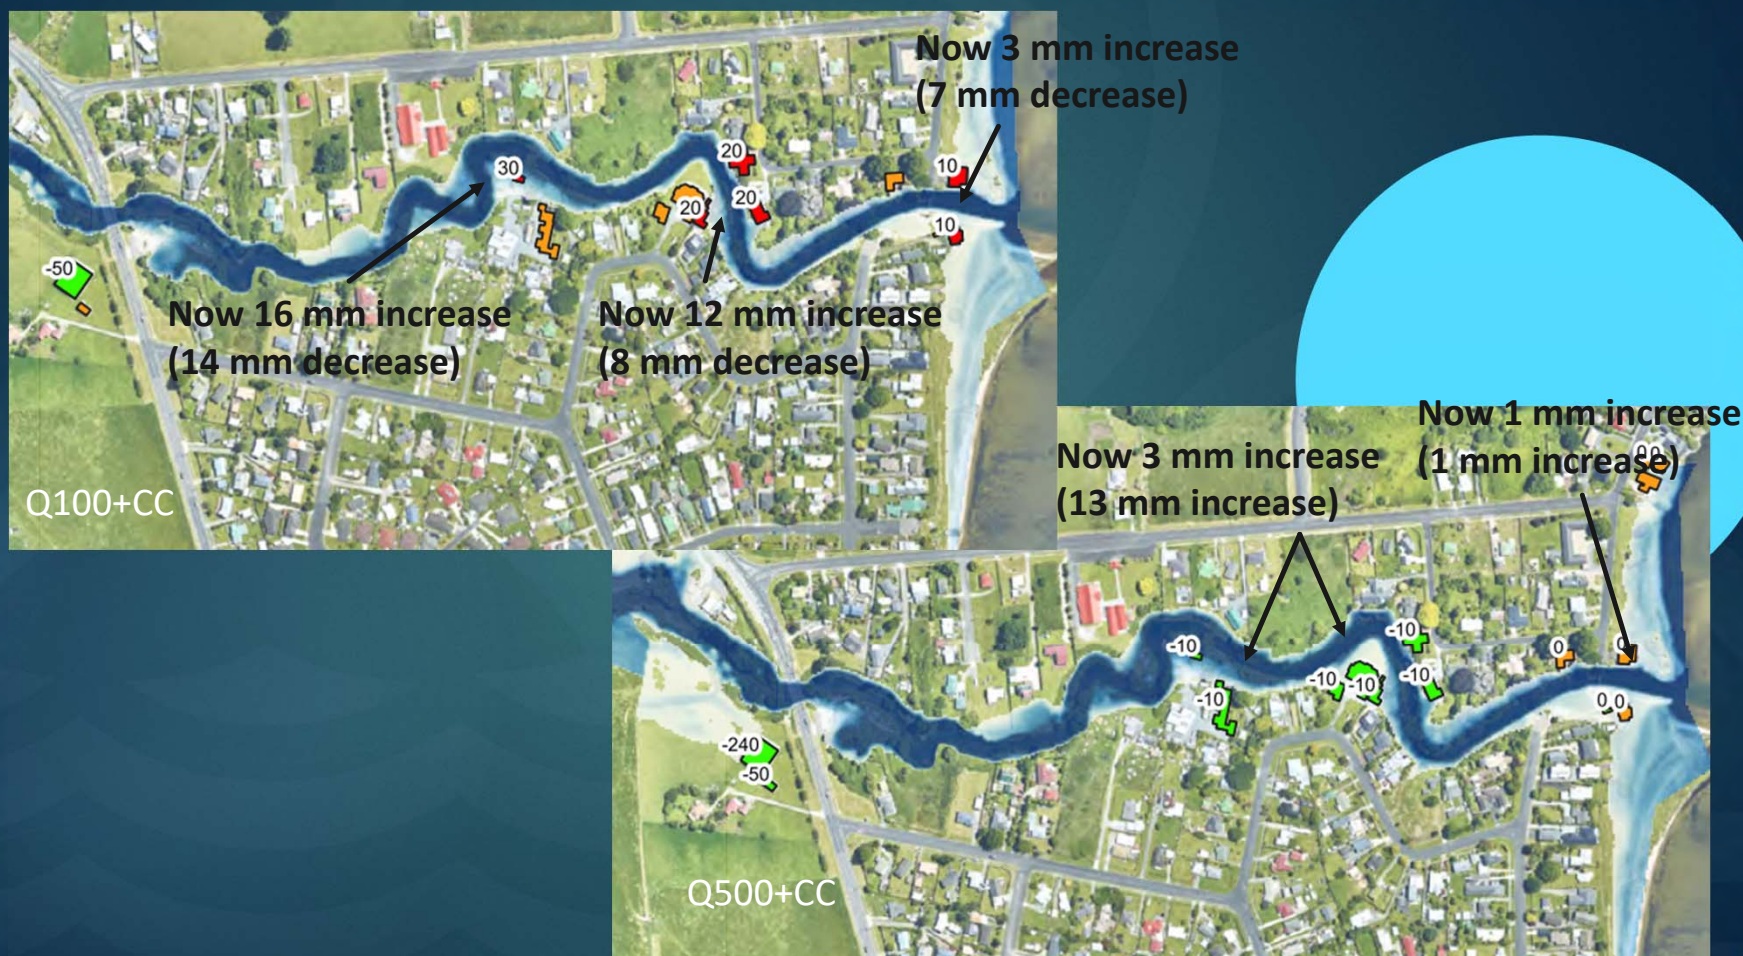 Now 3 mm increase
(7 mm decrease)
20
30
10
20
20
10
-50
Now 16 mm increase
(14 mm decrease)
Now 12 mm increase
(8 mm decrease)
Q100+CC
Now 1 mm increase
(1 mm increase)
00
Now 3 mm increase
(13 mm increase)
-10
-10
0
0
-10
-10
-10
-10
0 0
-240
-50
Q500+CC